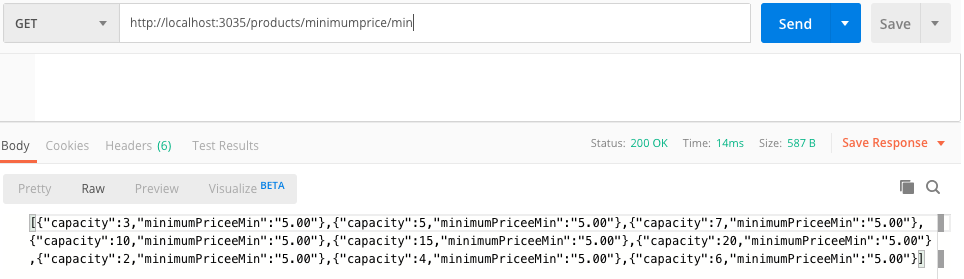 GET http://localhost:3035/products/minimumprice/min Send Save
Body Cookies Headers (6) Test Results Status: 200 OK Time: 14ms Size: 587 B Save Response
Pretty Raw Preview Visualize BETA
[{"capacity":3,"minimumPriceeMin":"5.00"},{"capacity":5,"minimumPriceeMin":"5.00"},{"capacity":7,"minimumPriceeMin":"5.00"},
{"capacity":10,"minimumPriceeMin":"5.00"},{"capacity":15,"minimumPriceeMin":"5.00"},{"capacity":20,"minimumPriceeMin":"5.00"}
,{"capacity":2,"minimumPriceeMin":"5.00"},{"capacity":4,"minimumPriceeMin":"5.00"},{"capacity":6,"minimumPriceeMin":"5.00"}]